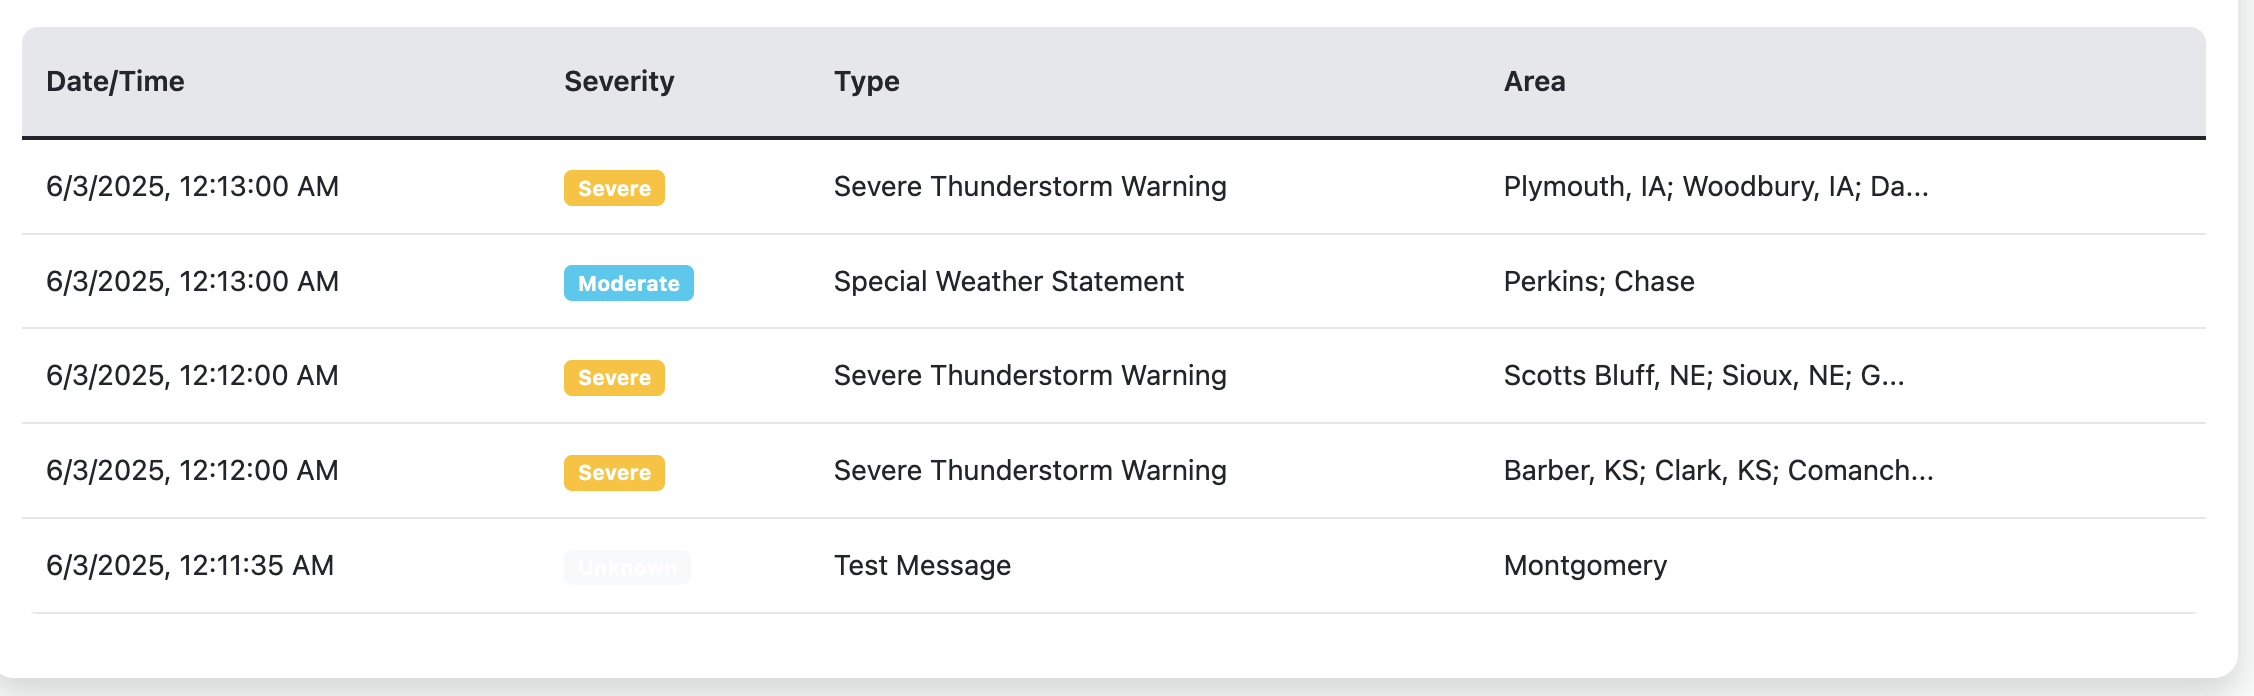 Date/Time Severity Type Area
6/3/2025, 12:13:00 AM Severe Severe Thunderstorm Warning Plymouth, IA; Woodbury, IA; Da...
6/3/2025, 12:13:00 AM Moderate Special Weather Statement Perkins; Chase
6/3/2025, 12:12:00 AM Severe Severe Thunderstorm Warning Scotts Bluff, NE; Sioux, NE; G...
6/3/2025, 12:12:00 AM Severe Severe Thunderstorm Warning Barber, KS; Clark, KS; Comanch...
6/3/2025, 12:11:35 AM Unknown Test Message Montgomery